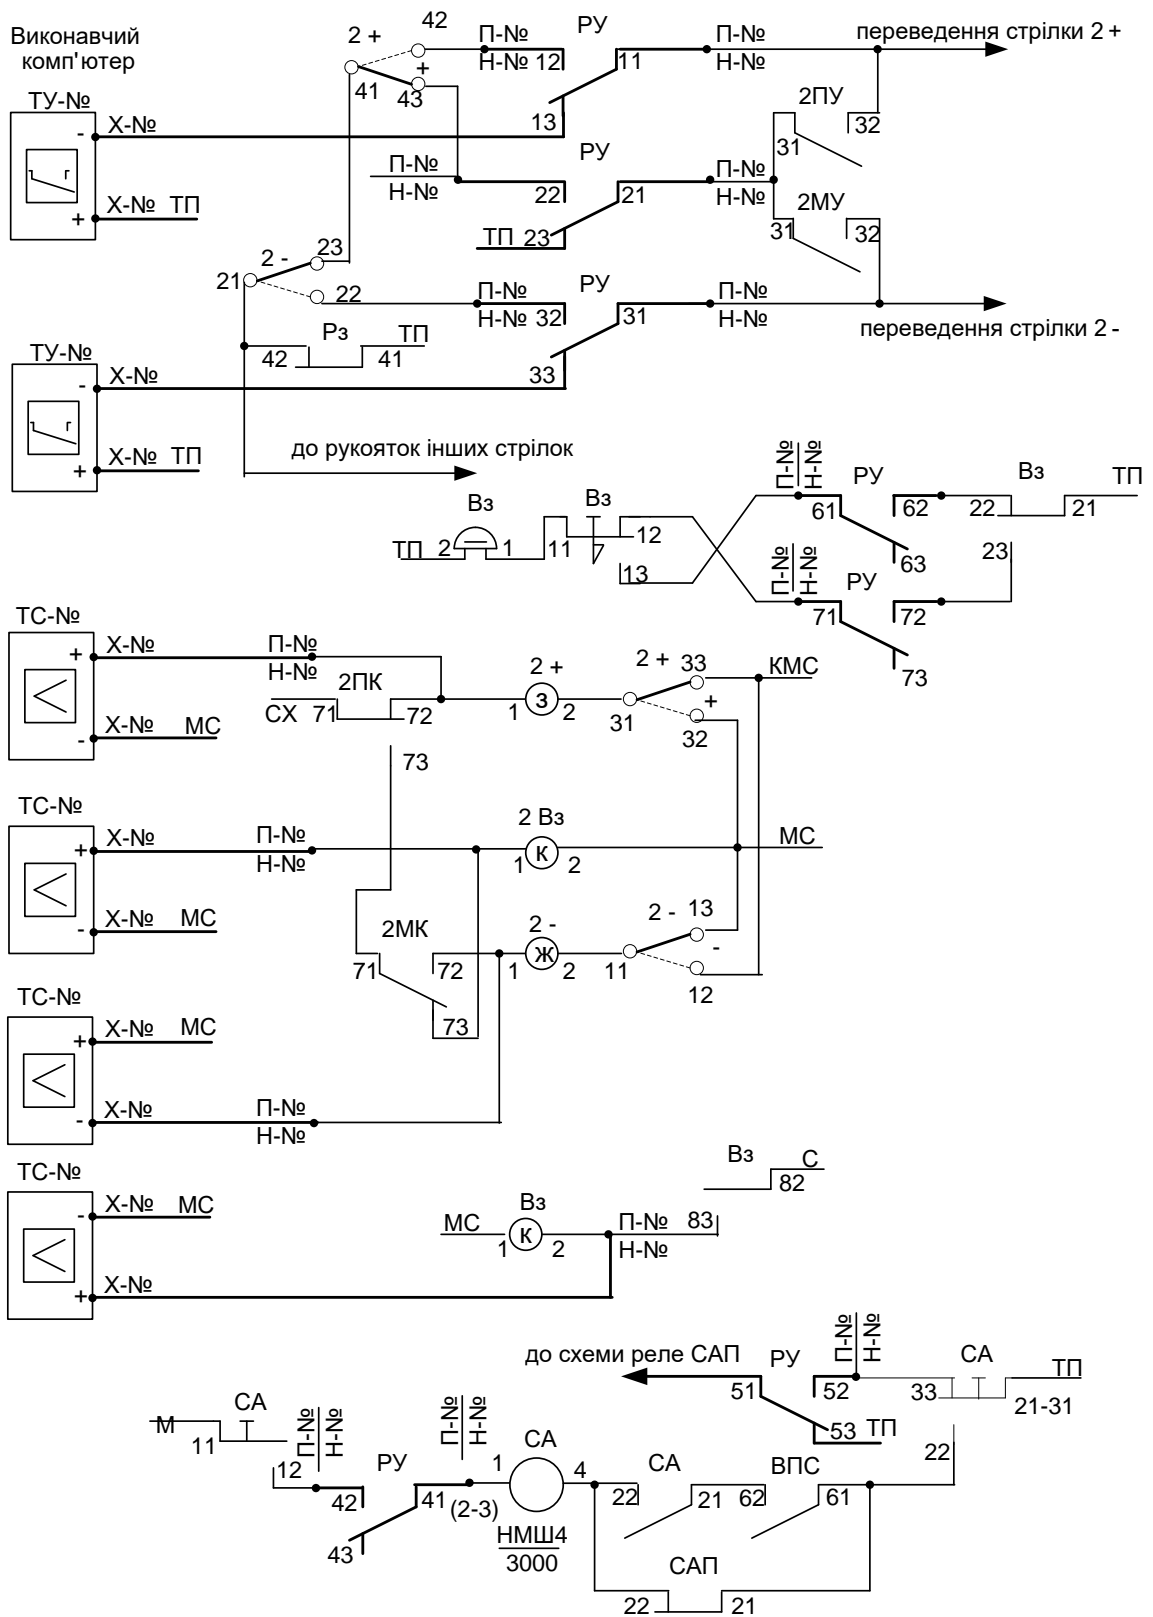 Виконавчий
комп'ютер
ТУ-№
-
Х-№
Х-№ ТП
+
2 +
42
41
+
43
П-№
Н-№
12
РУ
11
13
П-№
Н-№
переведення стрілки 2 +
2ПУ
31
32
П-№
Н-№
РУ
22
21
ТП 23
П-№
Н-№
2МУ
31
32
2 -
23
21
22
П-№
Н-№
32
РУ
31
33
П-№
Н-№
переведення стрілки 2 -
Рз
ТП
42
41
ТУ-№
-
Х-№
Х-№ ТП
+
до рукояток інших стрілок
Вз
ТП
2
1
11
Вз
12
13
П-№
Н-№
РУ
61
62
63
Вз
ТП
22
21
23
П-№
Н-№
РУ
71
72
73
ТС-№
+
Х-№
П-№
Н-№
Х-№ МС
-
2ПК
СХ
71
72
73
2 +
1
З
2
2 +
33
31
+
32
КМС
ТС-№
+
Х-№
П-№
Н-№
Х-№ МС
-
2 Вз
1
К
2
МС
2МК
71
72
73
2 -
1
Ж
2
2 -
13
11
-
12
ТС-№
+
Х-№ МС
-
Х-№
П-№
Н-№
ТС-№
-
Х-№ МС
+
Х-№
МС
Вз
1
К
2
П-№
Н-№
83
Вз
С
82
до схеми реле САП
РУ
51
52
53 ТП
П-№
Н-№
СА
ТП
33
21-31
22
М
СА
11
12
П-№
Н-№
РУ
42
41
43
П-№
Н-№
(2-3)
1
СА
4
НМШ4
3000
СА
22
21
ВПС
62
61
САП
22
21